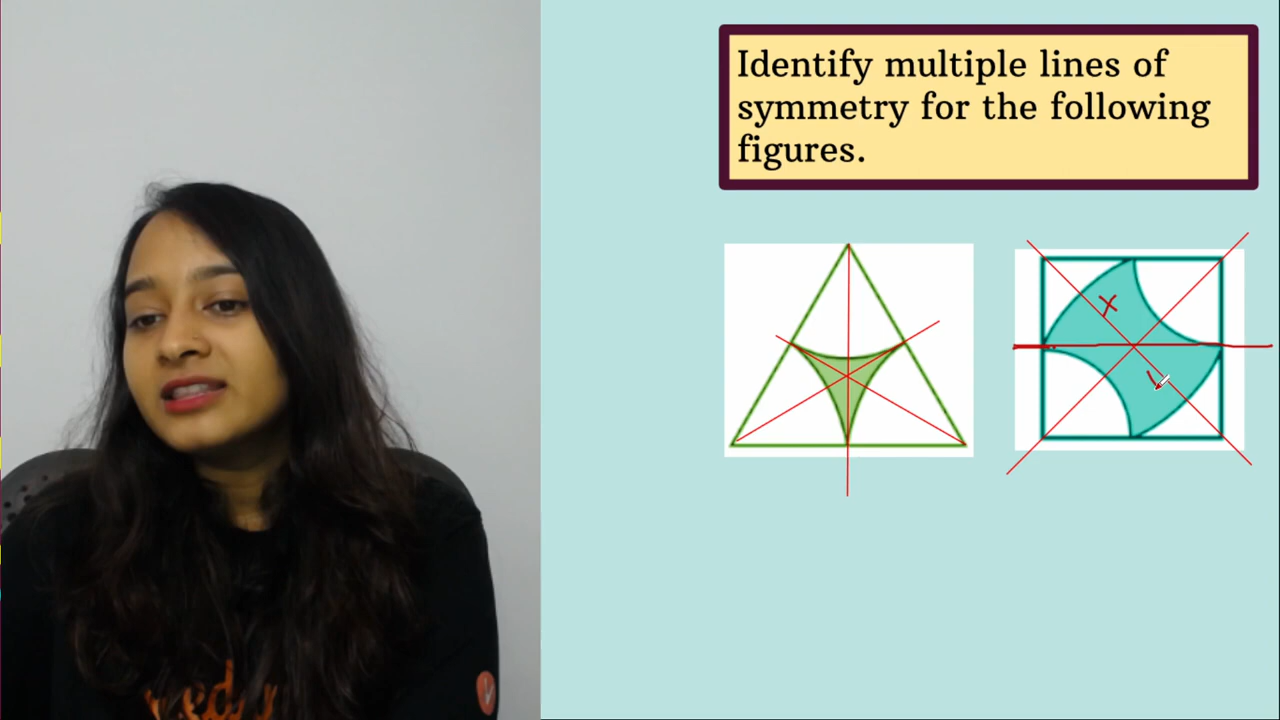 Identify multiple lines of
symmetry for the following
figures.
x